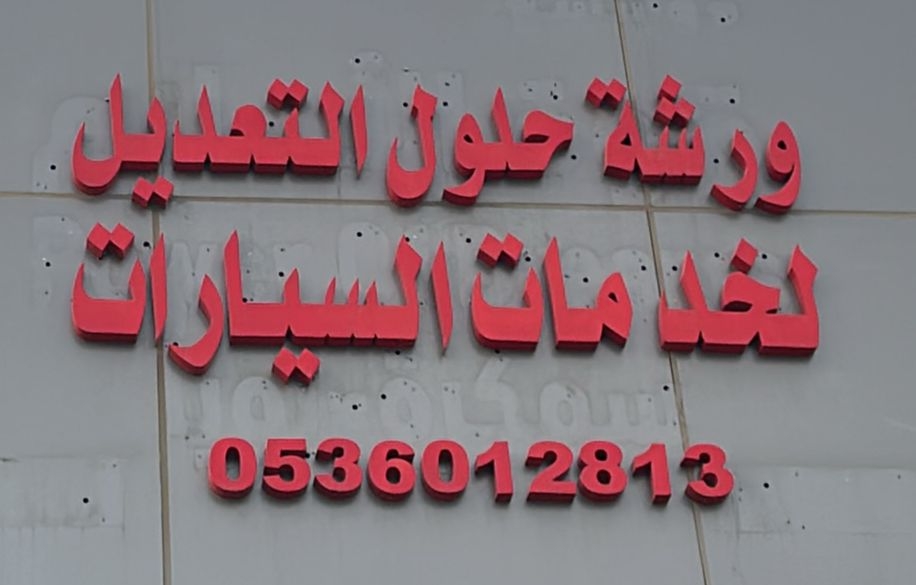 ورشة حلول التعديل
لخدمات السيارات
0536012813